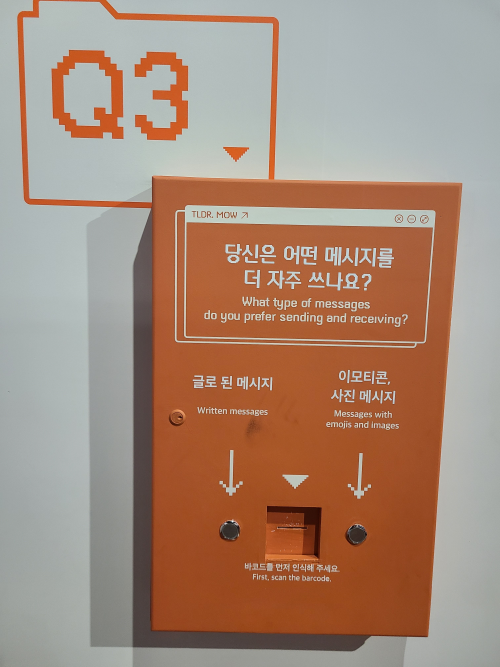 Q3
TLDR. MOW
당신은 어떤 메시지를
더 자주 쓰나요?
What type of messages
do you prefer sending and receiving?
글로 된 메시지
Written messages
이모티콘,
사진 메시지
Messages with
emojis and images
바코드를 먼저 인식해 주세요.
First, scan the barcode.